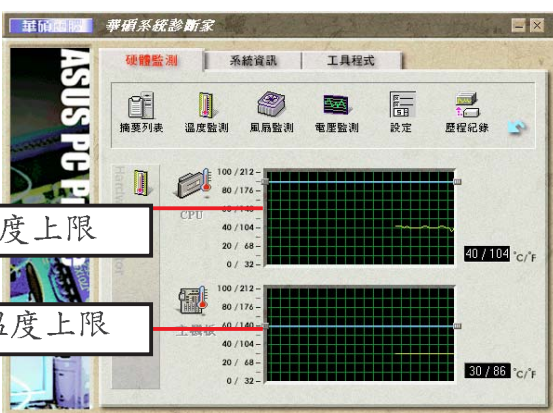 華碩電腦 華碩系統診斷家
ASUS PC Pr
硬體監測 系統資訊 工具程式
摘要列表 溫度監測 風扇監測 電壓監測 設定 歷程紀錄
CPU
100 / 212
80 / 176
60 / 140
40 / 104
20 / 68
0 / 32
40 / 104 °C/°F
度上限
主機板
100 / 212
80 / 176
60 / 140
40 / 104
20 / 68
0 / 32
30 / 86 °C/°F
溫度上限